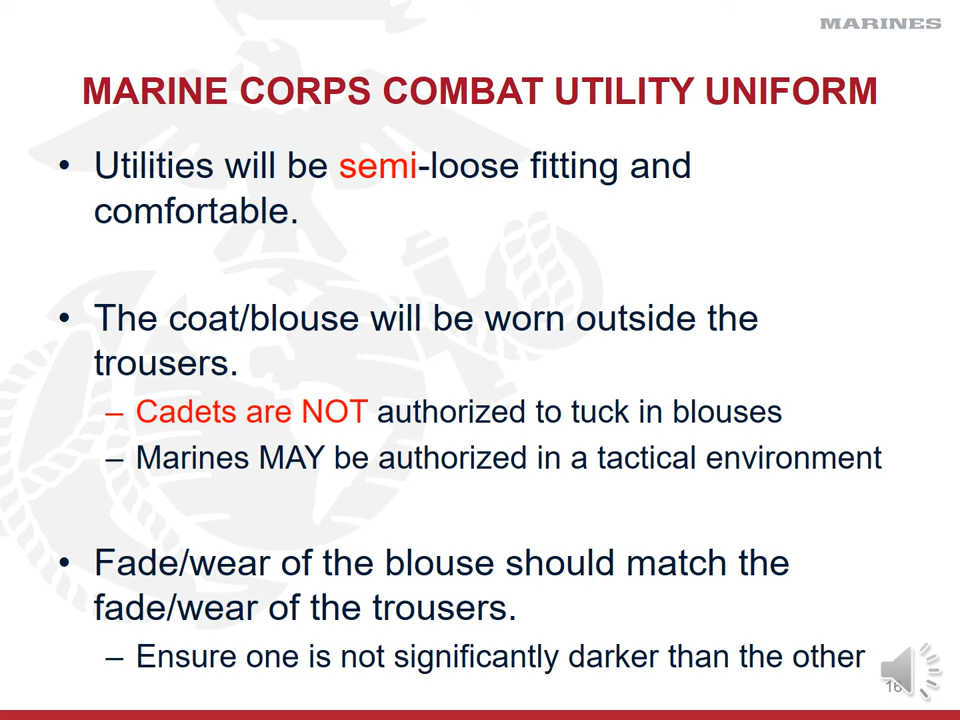 MARINES
MARINE CORPS COMBAT UTILITY UNIFORM
• Utilities will be semi-loose fitting and
comfortable.
• The coat/blouse will be worn outside the
trousers.
– Cadets are NOT authorized to tuck in blouses
– Marines MAY be authorized in a tactical environment
• Fade/wear of the blouse should match the
fade/wear of the trousers.
– Ensure one is not significantly darker than the other
16